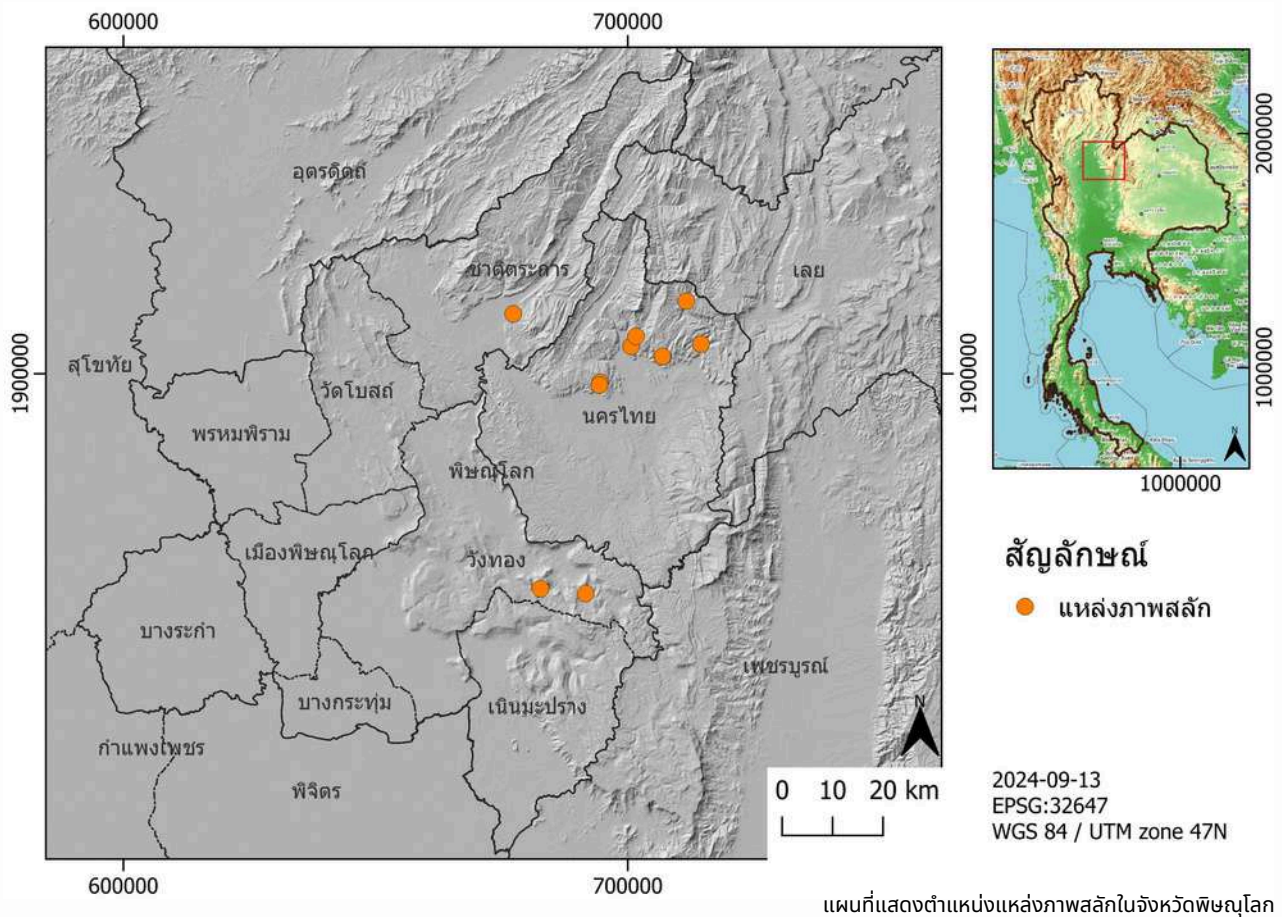 600000
700000
อุตรดิตถ์
ชาติตระการ
เลย
1900000
สุโขทัย
วัดโบสถ์
นครไทย
พรหมพิราม
พิษณุโลก
เมืองพิษณุโลก
วังทอง
บางระกำ
เพชรบูรณ์
บางกระทุ่ม
เนินมะปราง
กำแพงเพชร
พิจิตร
N
0 10 20 km
600000
700000
1900000
2000000
1000000
N
1000000
สัญลักษณ์
แหล่งภาพสลัก
2024-09-13
EPSG:32647
WGS 84 / UTM zone 47N
แผนที่แสดงตำแหน่งแหล่งภาพสลักในจังหวัดพิษณุโลก